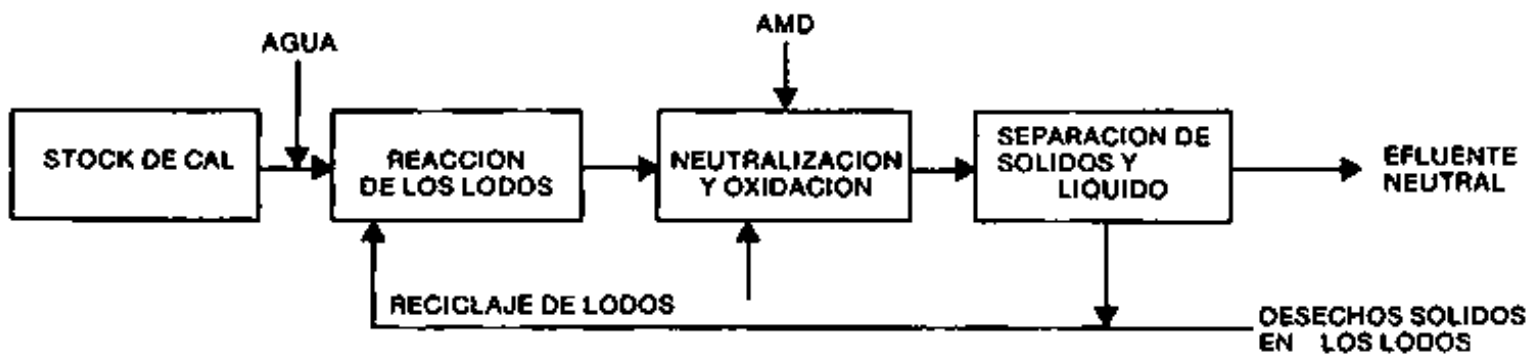 AGUA
AMD
STOCK DE CAL
REACCION
DE LOS LODOS
NEUTRALIZACION
Y OXIDACIÓN
SEPARACION DE
SOLIDOS Y
LIQUIDO
EFLUENTE
NEUTRAL
RECICLAJE DE LODOS
DESECHOS SOLIDOS
EN LOS LODOS